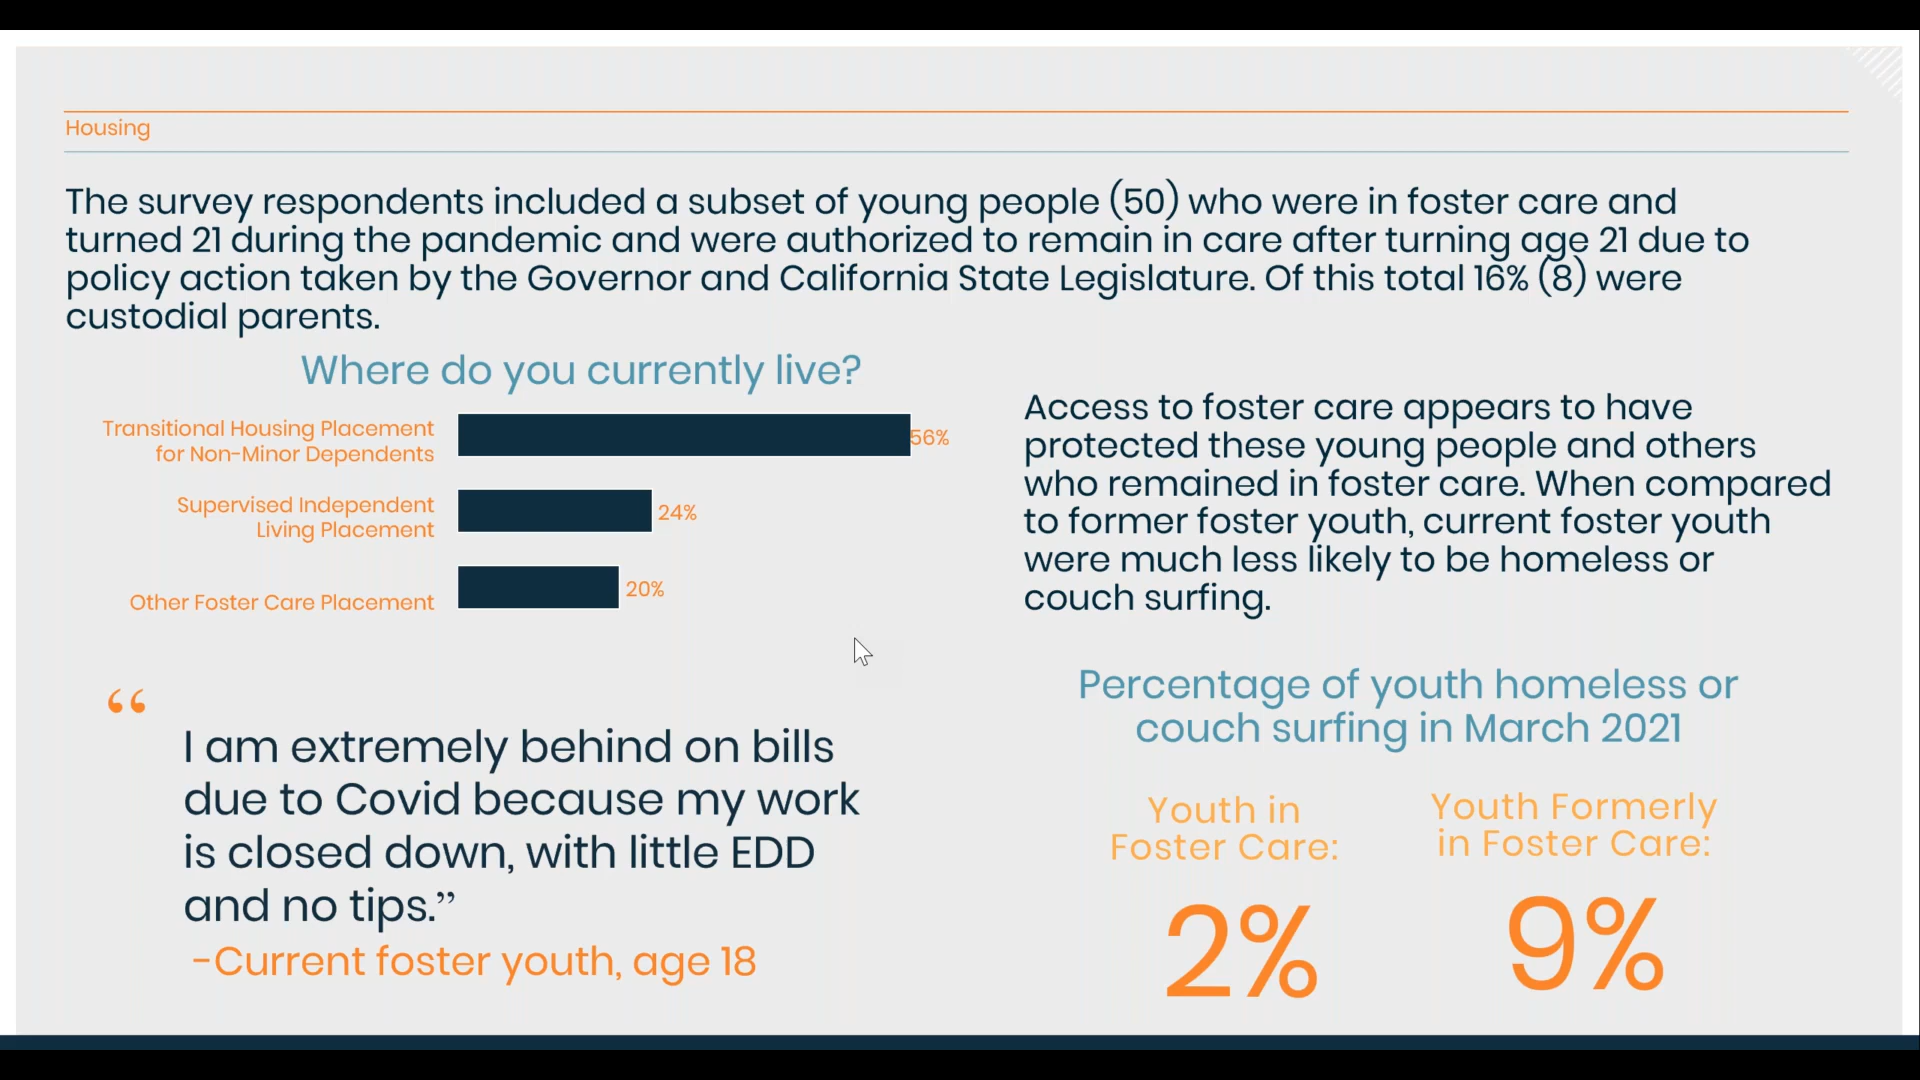 Housing
The survey respondents included a subset of young people (50) who were in foster care and
turned 21 during the pandemic and were authorized to remain in care after turning age 21 due to
policy action taken by the Governor and California State Legislature. Of this total 16% (8) were
custodial parents.
Where do you currently live?
Transitional Housing Placement
for Non-Minor Dependents
56%
Supervised Independent
Living Placement
24%
Other Foster Care Placement
20%
“
I am extremely behind on bills
due to Covid because my work
is closed down, with little EDD
and no tips.”
-Current foster youth, age 18
Access to foster care appears to have
protected these young people and others
who remained in foster care. When compared
to former foster youth, current foster youth
were much less likely to be homeless or
couch surfing.
Percentage of youth homeless or
couch surfing in March 2021
Youth in
Foster Care:
2%
Youth Formerly
in Foster Care:
9%